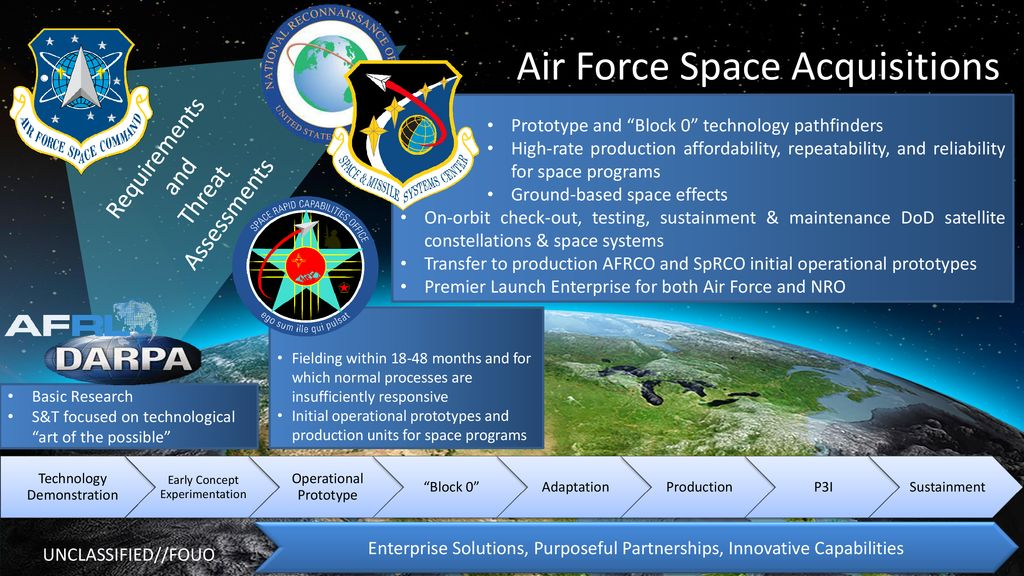 Air Force Space Acquisitions
AIR FORCE SPACE COMMAND
NATIONAL RECONNAISSANCE OF
UNITED STATES
SPACE & MISSILE SYSTEMS CENTER
Requirements
and
Threat
Assessments
• Prototype and “Block 0” technology pathfinders
• High-rate production affordability, repeatability, and reliability
for space programs
• Ground-based space effects
• On-orbit check-out, testing, sustainment & maintenance DoD satellite
constellations & space systems
• Transfer to production AFRCO and SpRCO initial operational prototypes
• Premier Launch Enterprise for both Air Force and NRO
SPACE RAPID CAPABILITIES OFFICE
ego sum ille qui pulsat
AFRL
DARPA
• Basic Research
• S&T focused on technological
“art of the possible”
• Fielding within 18-48 months and for
which normal processes are
insufficiently responsive
• Initial operational prototypes and
production units for space programs
Technology
Demonstration
Early Concept
Experimentation
Operational
Prototype
“Block 0”
Adaptation
Production
P3I
Sustainment
UNCLASSIFIED//FOUO
Enterprise Solutions, Purposeful Partnerships, Innovative Capabilities